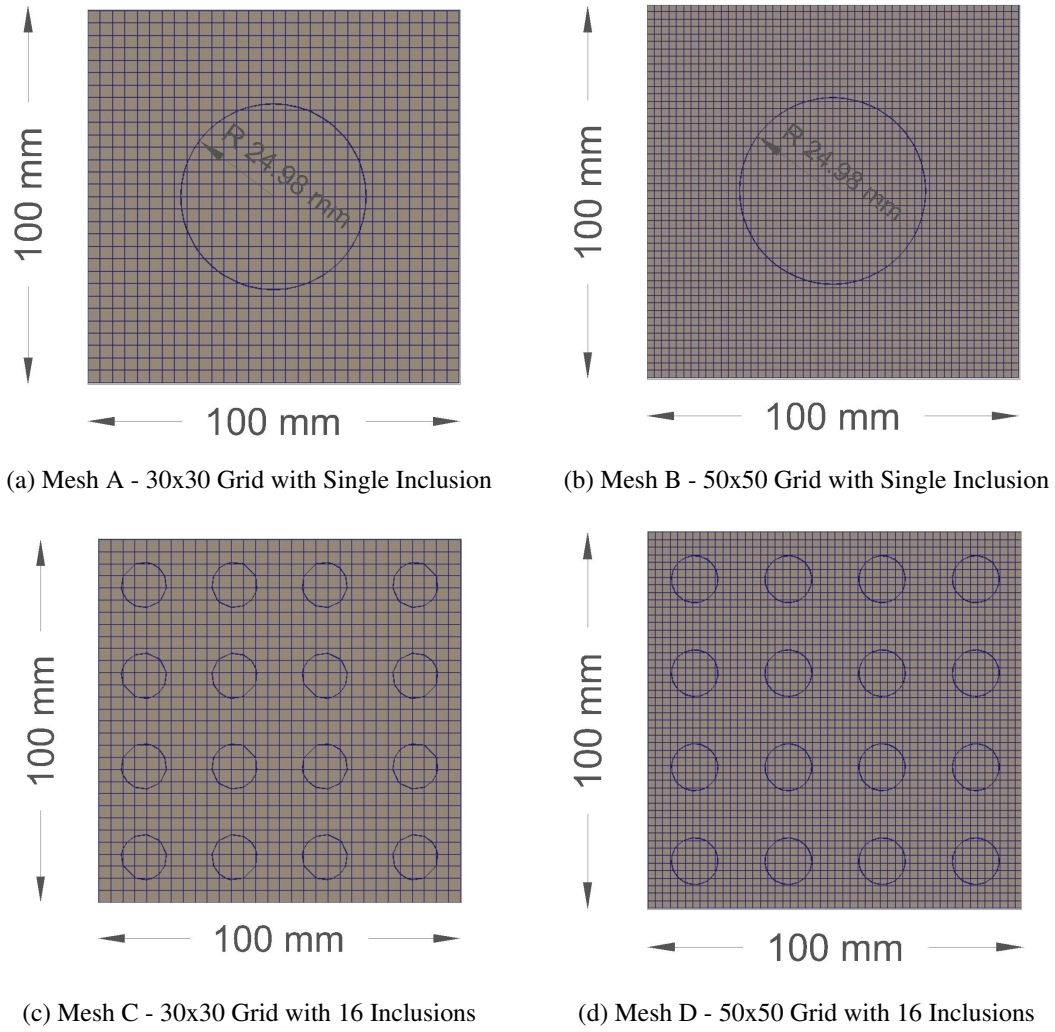 100 mm
R 24.98 mm
100 mm
(a) Mesh A - 30x30 Grid with Single Inclusion
100 mm
R 24.98 mm
100 mm
(b) Mesh B - 50x50 Grid with Single Inclusion
100 mm
100 mm
(c) Mesh C - 30x30 Grid with 16 Inclusions
100 mm
100 mm
(d) Mesh D - 50x50 Grid with 16 Inclusions